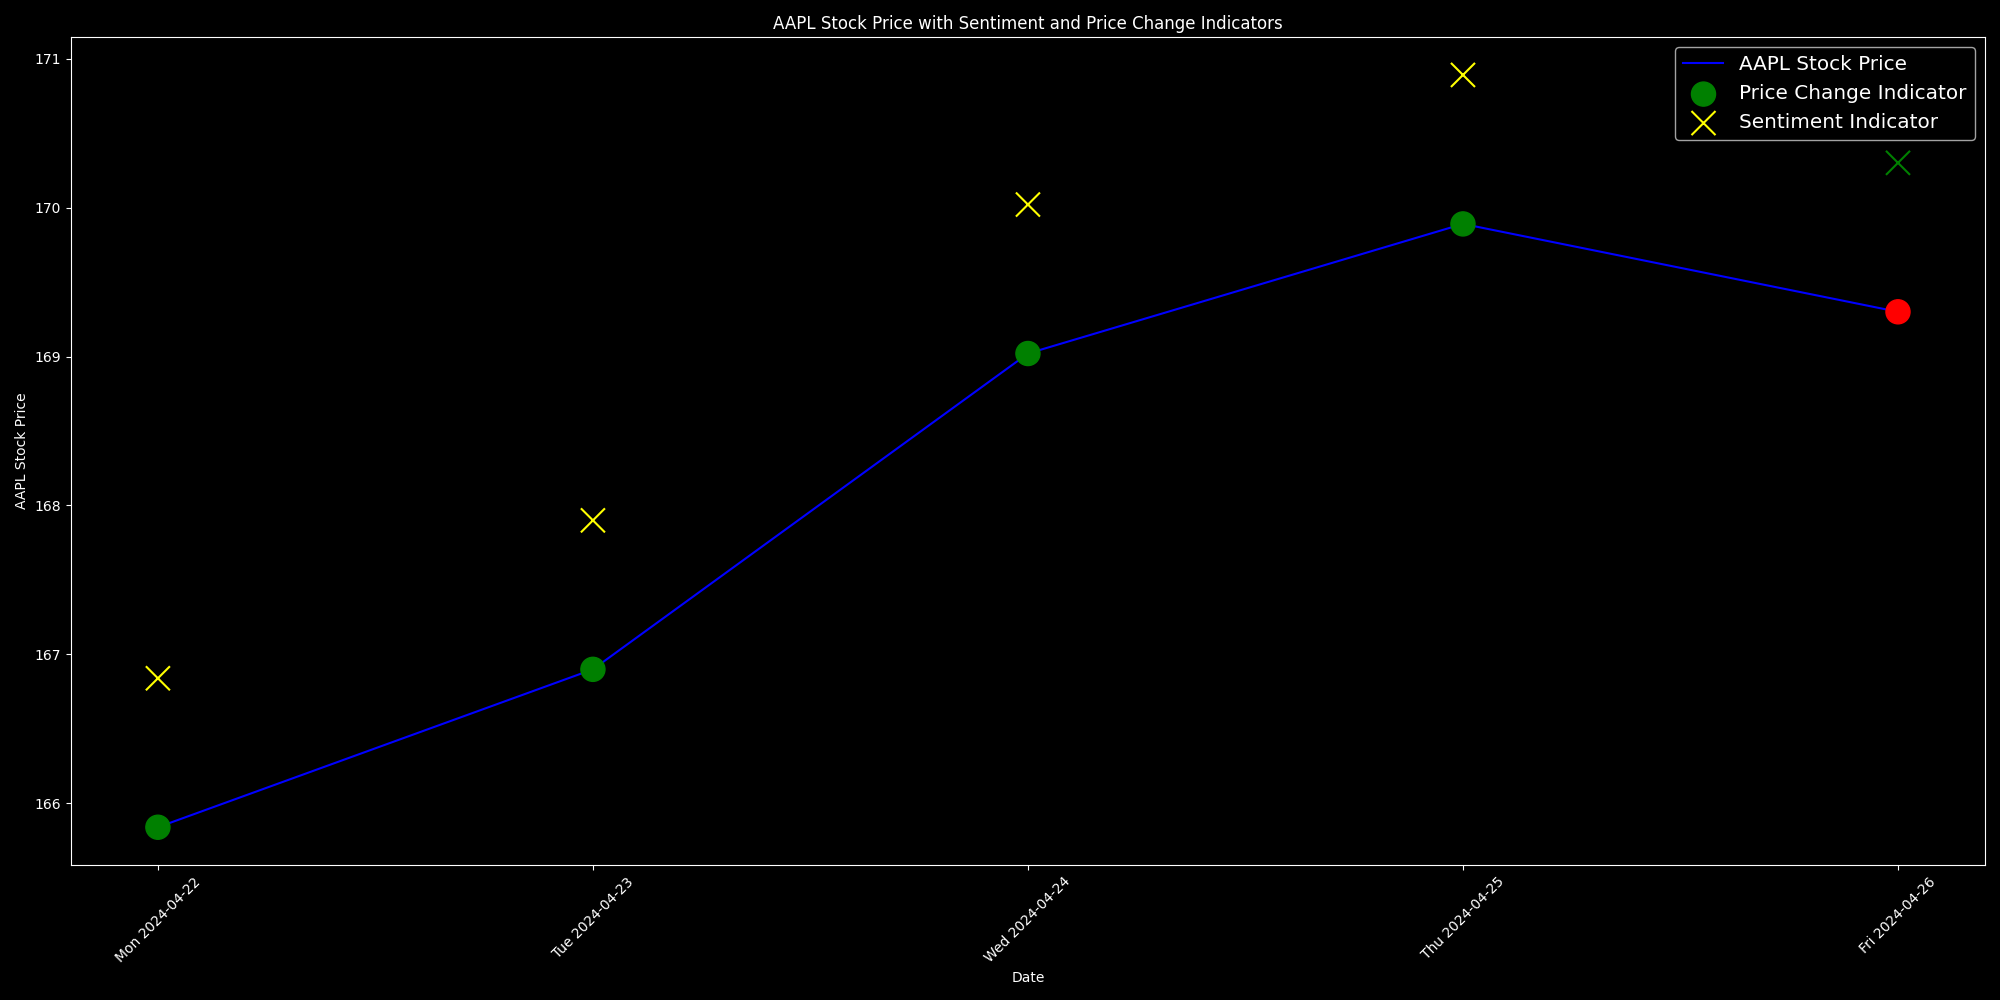 AAPL Stock Price with Sentiment and Price Change Indicators
AAPL Stock Price
Price Change Indicator
Sentiment Indicator
171
170
169
168
167
166
AAPL Stock Price
Mon 2024-04-22
Tue 2024-04-23
Wed 2024-04-24
Thu 2024-04-25
Fri 2024-04-26
Date